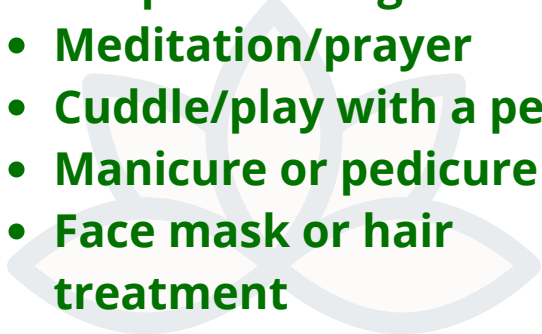 • Meditation/prayer
• Cuddle/play with a pe
• Manicure or pedicure
• Face mask or hair
treatment